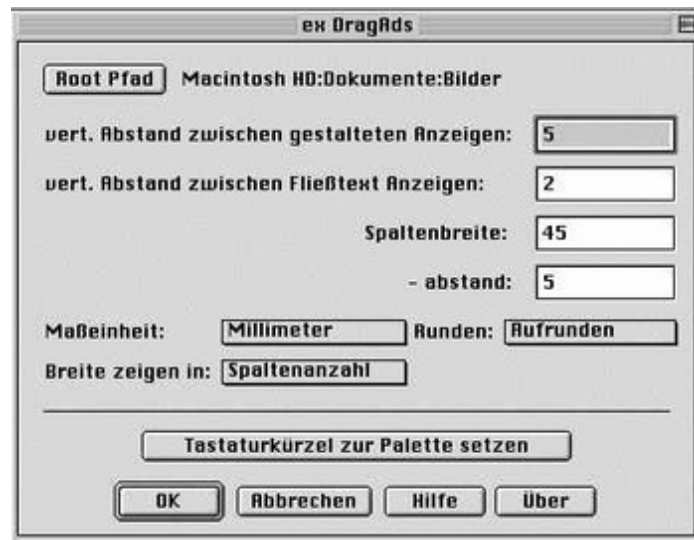 ex DragAds
Root Pfad Macintosh HD:Dokumente:Bilder
vert. Abstand zwischen gestalteten Anzeigen: 5
vert. Abstand zwischen Fließtext Anzeigen: 2
Spaltenbreite: 45
- abstand: 5
Maßeinheit: Millimeter Runden: Aufrunden
Breite zeigen in: Spaltenanzahl
Tastaturkürzel zur Palette setzen
OK Abbrechen Hilfe Über